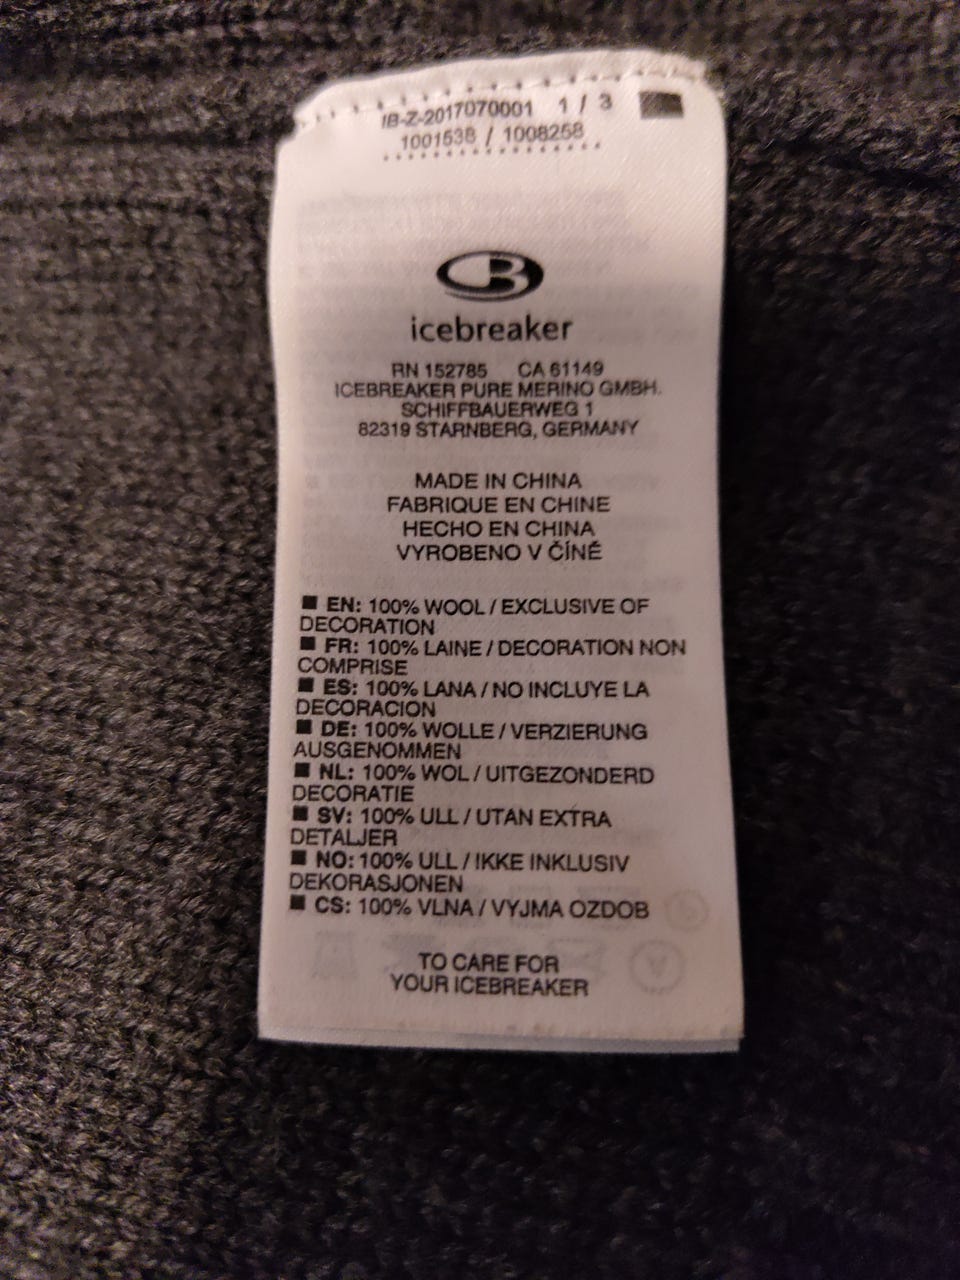 IB-Z-2017070001 1 / 3
1001538 / 1008258
icebreaker
RN 152785 CA 61149
ICEBREAKER PURE MERINO GMBH.
SCHIFFBAUERWEG 1
82319 STARNBERG, GERMANY
MADE IN CHINA
FABRIQUE EN CHINE
HECHO EN CHINA
VYROBENO V ČÍNĚ
■ EN: 100% WOOL / EXCLUSIVE OF
DECORATION
■ FR: 100% LAINE / DECORATION NON
COMPRISE
■ ES: 100% LANA / NO INCLUYE LA
DECORACION
■ DE: 100% WOLLE / VERZIERUNG
AUSGENOMMEN
■ NL: 100% WOL / UITGEZONDERD
DECORATIE
■ SV: 100% ULL / UTAN EXTRA
DETALJER
■ NO: 100% ULL / IKKE INKLUSIV
DEKORASJONEN
■ CS: 100% VLNA / VYJMA OZDOB
TO CARE FOR
YOUR ICEBREAKER